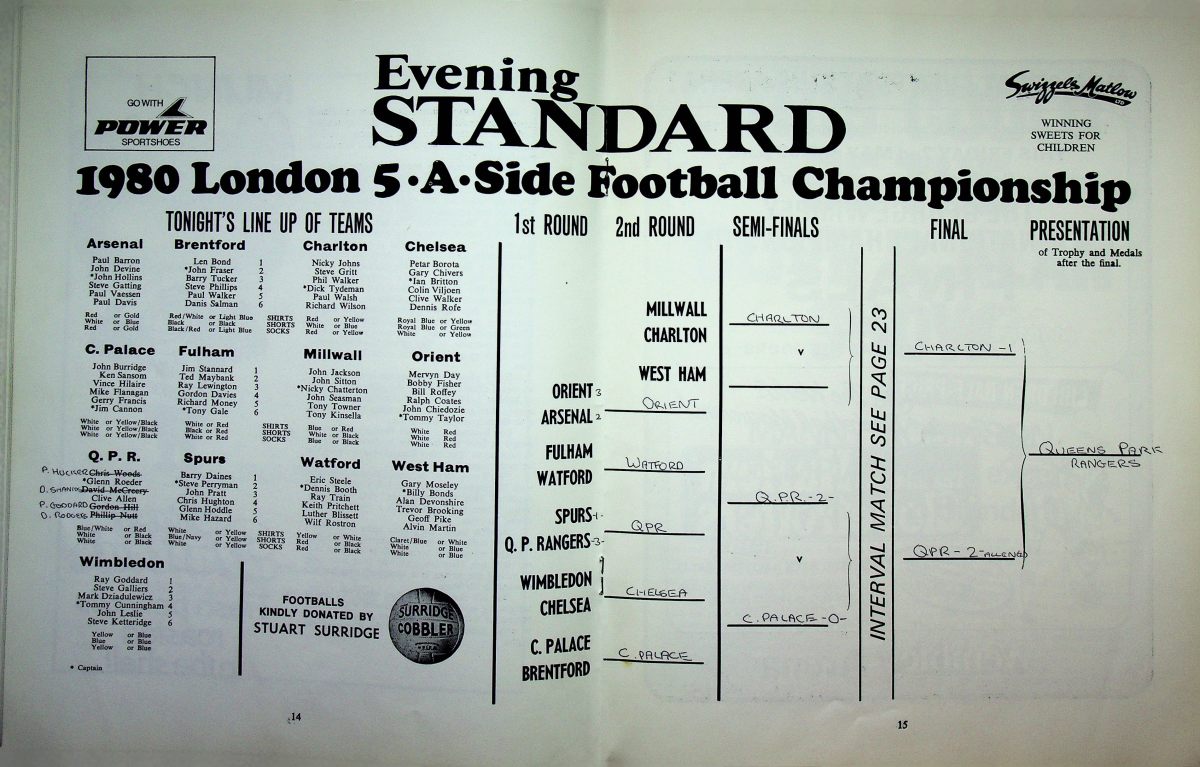 GO WITH
POWER
SPORTSHOES
Evening
STANDARD
Swizzels Matlow LTD
WINNING
SWEETS FOR
CHILDREN
1980 London 5·A·Side Football Championship
TONIGHT'S LINE UP OF TEAMS
Arsenal
Paul Barron
John Devine
*John Hollins
Steve Gatting
Paul Vaessen
Paul Davis
Red or Gold
White or Blue
Red or Gold
Brentford
Len Bond 1
*John Fraser 2
Barry Tucker 3
Steve Phillips 4
Paul Walker 5
Danis Salman 6
Red/White or Light Blue SHIRTS
Black or Black SHORTS
Black/Red or Light Blue SOCKS
Charlton
Nicky Johns
Steve Gritt
Phil Walker
*Dick Tydeman
Paul Walsh
Richard Wilson
Red or Yellow
White or Blue
Red or Yellow
Chelsea
Petar Borota
Gary Chivers
*Ian Britton
Colin Viljoen
Clive Walker
Dennis Rofe
Royal Blue or Yellow
Royal Blue or Green
White or Yellow
C. Palace
John Burridge
Ken Sansom
Vince Hilaire
Mike Flanagan
Gerry Francis
*Jim Cannon
White or Yellow/Black
White or Yellow/Black
White or Yellow/Black
Fulham
Jim Stannard 1
Ted Maybank 2
Ray Lewington 3
Gordon Davies 4
Richard Money 5
*Tony Gale 6
White or Red SHIRTS
Black or Red SHORTS
White or Red SOCKS
Millwall
John Jackson
John Sitton
*Nicky Chatterton
John Seasman
Tony Towner
Tony Kinsella
Blue or Red
White or Black
Blue or Black
Orient
Mervyn Day
Bobby Fisher
Bill Roffey
Ralph Coates
John Chiedozie
*Tommy Taylor
White Red
White Red
White Red
Q. P. R.
P. HUCKER Chris Woods
*Glenn Roeder
D. SHANKS David McCreery
Clive Allen
P. GODDARD Gordon Hill
D. RODGERS Phillip Nutt
Blue/White or Red
White or Black
White or Black
Spurs
Barry Daines 1
*Steve Perryman 2
John Pratt 3
Chris Hughton 4
Glenn Hoddle 5
Mike Hazard 6
White or Yellow SHIRTS
Blue/Navy or Yellow SHORTS
White or Yellow SOCKS
Watford
Eric Steele
*Dennis Booth
Ray Train
Keith Pritchett
Luther Blissett
Wilf Rostron
Yellow or White
Red or Black
Red or Black
West Ham
Gary Moseley
*Billy Bonds
Alan Devonshire
Trevor Brooking
Geoff Pike
Alvin Martin
Claret/Blue or White
White or Blue
White or Blue
Wimbledon
Ray Goddard 1
Steve Galliers 2
Mark Dziadulewicz 3
*Tommy Cunningham 4
John Leslie 5
Steve Ketteridge 6
Yellow or Blue
Blue or Blue
Yellow or Blue
* Captain
FOOTBALLS
KINDLY DONATED BY
STUART SURRIDGE
SURRIDGE
COBBLER
1st ROUND
ORIENT 3
ARSENAL 2
FULHAM
WATFORD
SPURS -1-
Q. P. RANGERS -3-
WIMBLEDON
CHELSEA
C. PALACE
BRENTFORD
2nd ROUND
MILLWALL
CHARLTON
WEST HAM
ORIENT
WATFORD
QPR
CHELSEA
C. PALACE
SEMI-FINALS
CHARLTON
v
Q.P.R. -2-
v
C. PALACE -0-
INTERVAL MATCH SEE PAGE 23
FINAL
CHARLTON -1
QPR - 2 - ALLEN
PRESENTATION
of Trophy and Medals
after the final.
QUEENS PARK
RANGERS
14
15